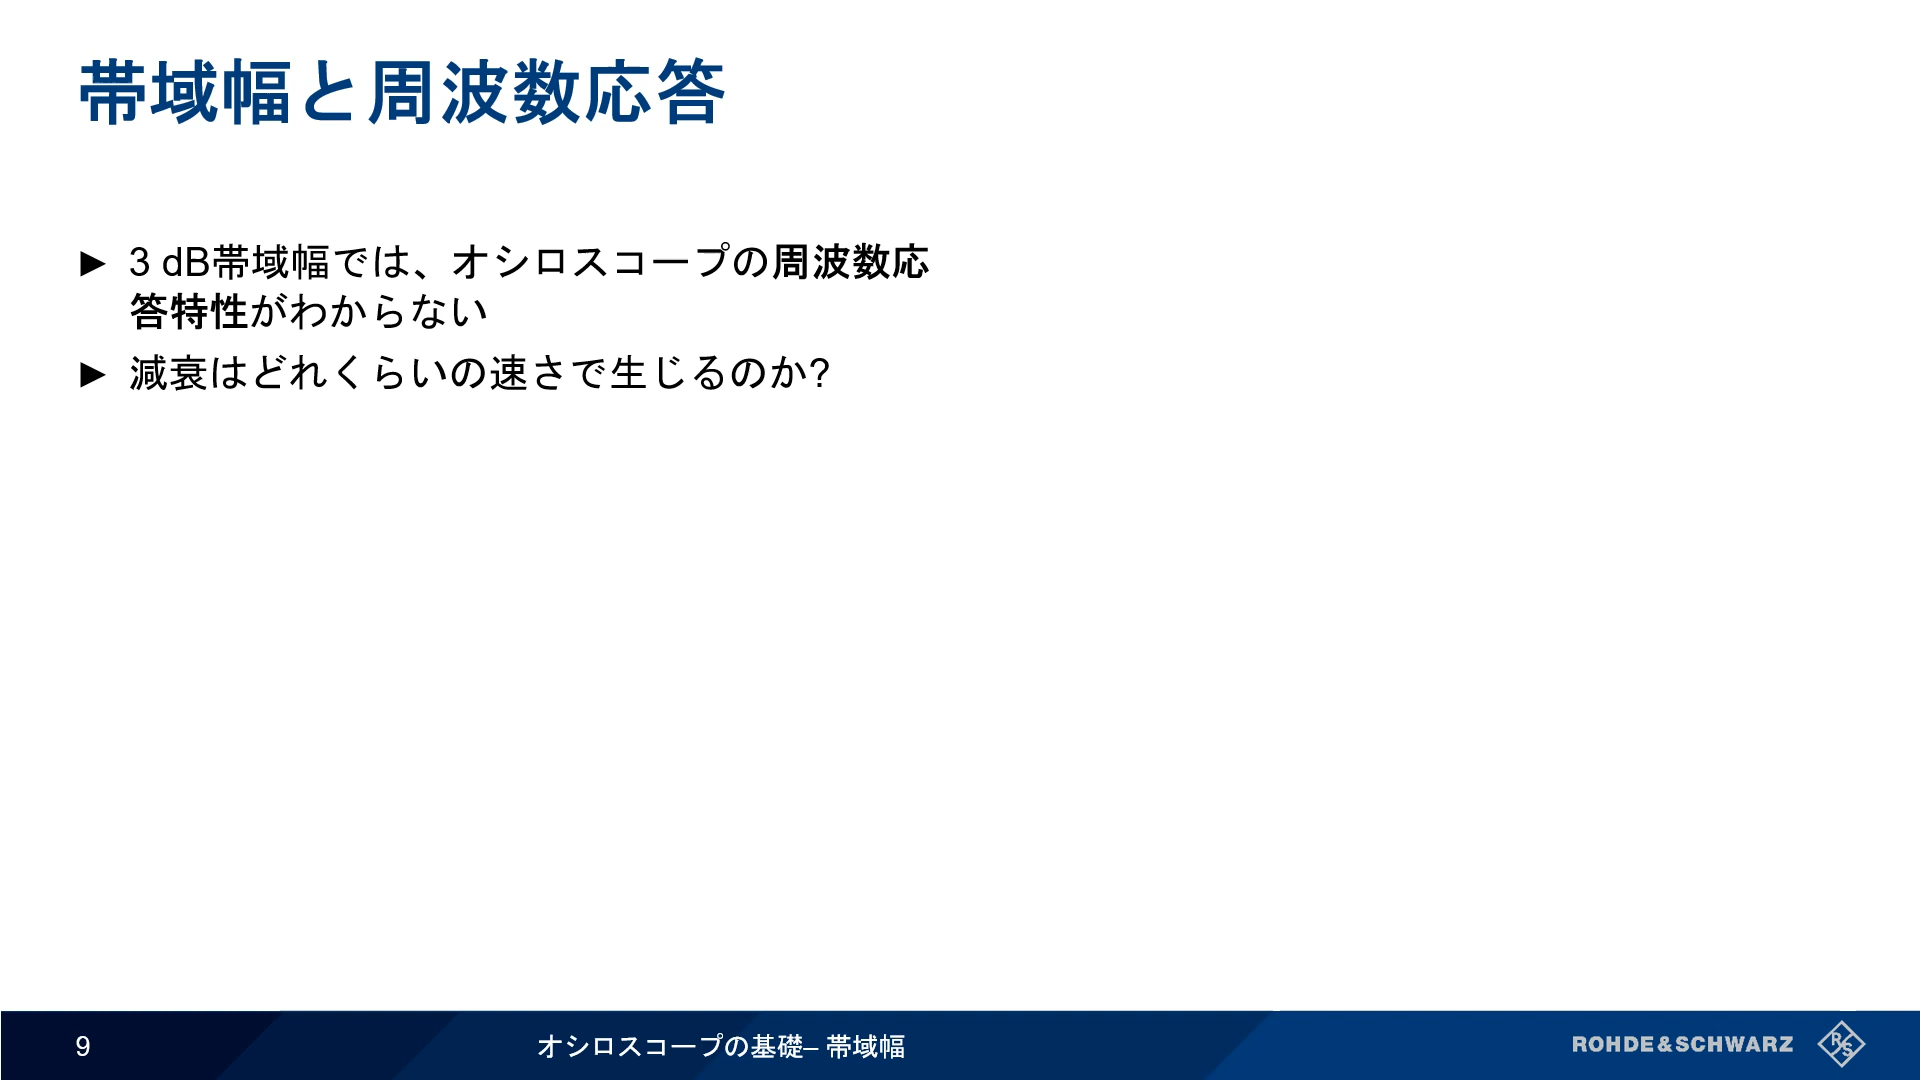 帯域幅と周波数応答
► 3 dB帯域幅では、オシロスコープの周波数応
答特性がわからない
► 減衰はどれくらいの速さで生じるのか?
9
オシロスコープの基礎– 帯域幅
ROHDE&SCHWARZ
R&S